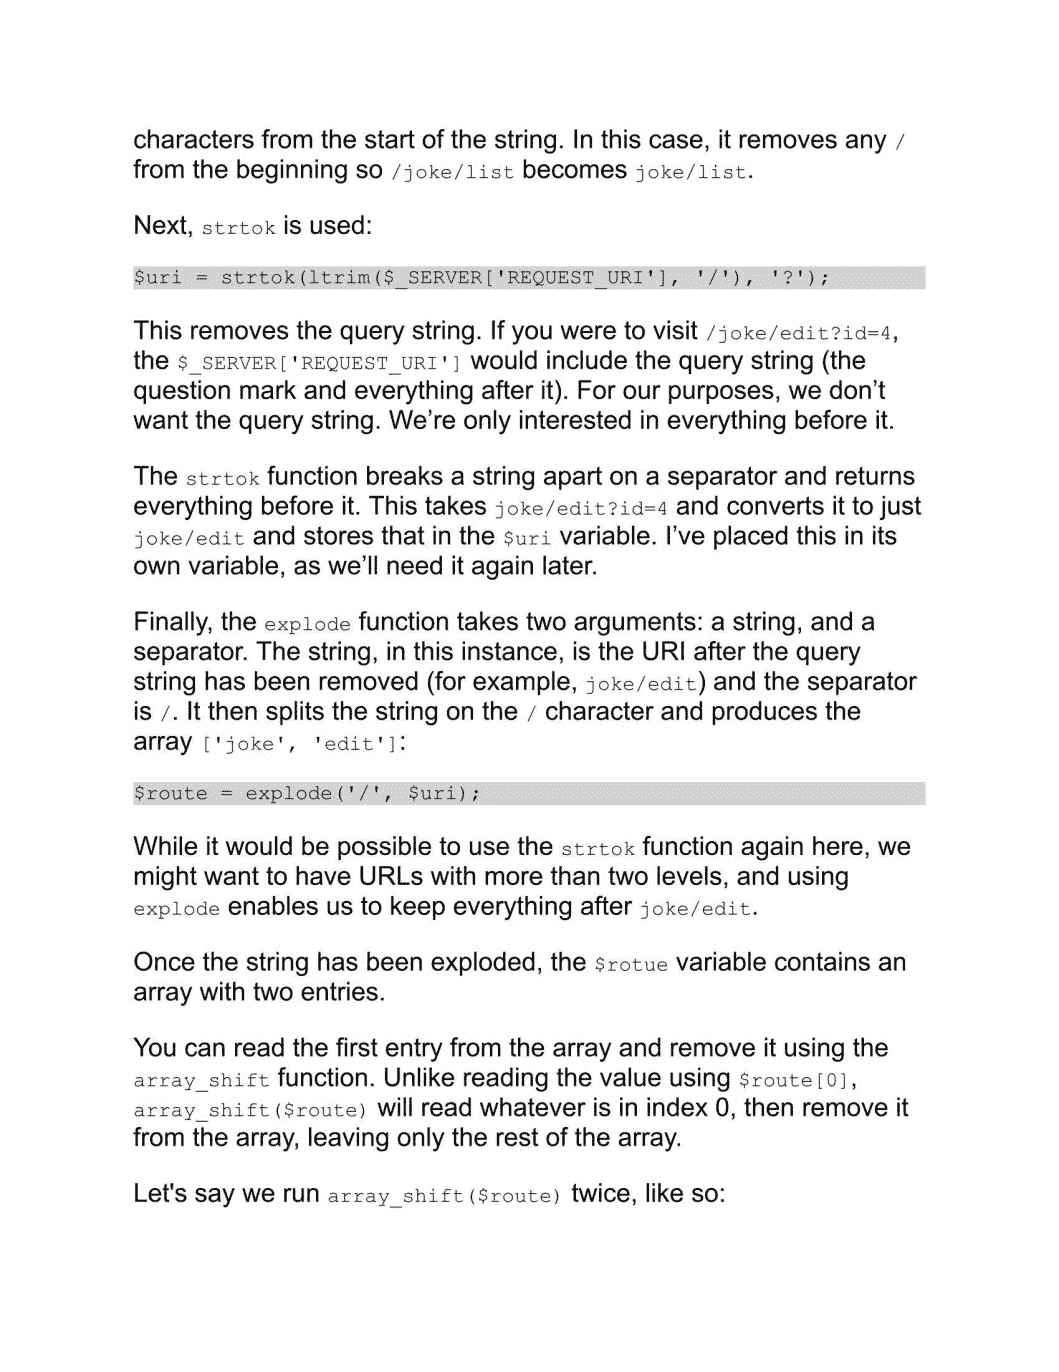 characters from the start of the string. In this case, it removes any /
from the beginning so /joke/list becomes joke/list.
Next, strtok is used:
$uri = strtok(ltrim($_SERVER['REQUEST_URI'], '/'), '?');
This removes the query string. If you were to visit /joke/edit?id=4,
the $_SERVER['REQUEST_URI'] would include the query string (the
question mark and everything after it). For our purposes, we don’t
want the query string. We’re only interested in everything before it.
The strtok function breaks a string apart on a separator and returns
everything before it. This takes joke/edit?id=4 and converts it to just
joke/edit and stores that in the $uri variable. I’ve placed this in its
own variable, as we’ll need it again later.
Finally, the explode function takes two arguments: a string, and a
separator. The string, in this instance, is the URI after the query
string has been removed (for example, joke/edit) and the separator
is /. It then splits the string on the / character and produces the
array ['joke', 'edit']:
$route = explode('/', $uri);
While it would be possible to use the strtok function again here, we
might want to have URLs with more than two levels, and using
explode enables us to keep everything after joke/edit.
Once the string has been exploded, the $rotue variable contains an
array with two entries.
You can read the first entry from the array and remove it using the
array_shift function. Unlike reading the value using $route[0],
array_shift($route) will read whatever is in index 0, then remove it
from the array, leaving only the rest of the array.
Let's say we run array_shift($route) twice, like so: